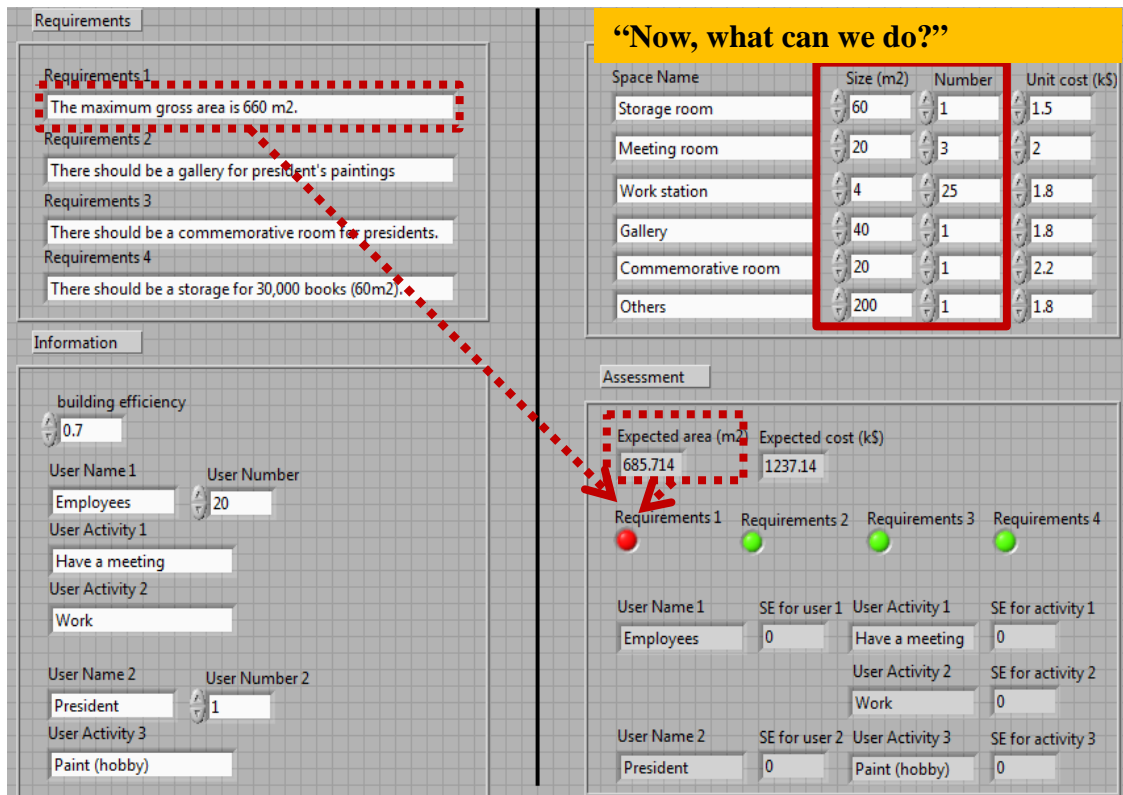 Requirements
Requirements 1
The maximum gross area is 660 m2.
Requirements 2
There should be a gallery for president's paintings
Requirements 3
There should be a commemorative room for presidents.
Requirements 4
There should be a storage for 30,000 books (60m2).
Information
building efficiency
0.7
User Name 1 User Number
Employees 20
User Activity 1
Have a meeting
User Activity 2
Work
User Name 2 User Number 2
President 1
User Activity 3
Paint (hobby)
“Now, what can we do?”
Space Name Size (m2) Number Unit cost (k$)
Storage room 60 1 1.5
Meeting room 20 3 2
Work station 4 25 1.8
Gallery 40 1 1.8
Commemorative room 20 1 2.2
Others 200 1 1.8
Assessment
Expected area (m2) Expected cost (k$)
685.714 1237.14
Requirements 1 Requirements 2 Requirements 3 Requirements 4
User Name 1 SE for user 1 User Activity 1 SE for activity 1
Employees 0 Have a meeting 0
User Activity 2 SE for activity 2
Work 0
User Name 2 SE for user 2 User Activity 3 SE for activity 3
President 0 Paint (hobby) 0